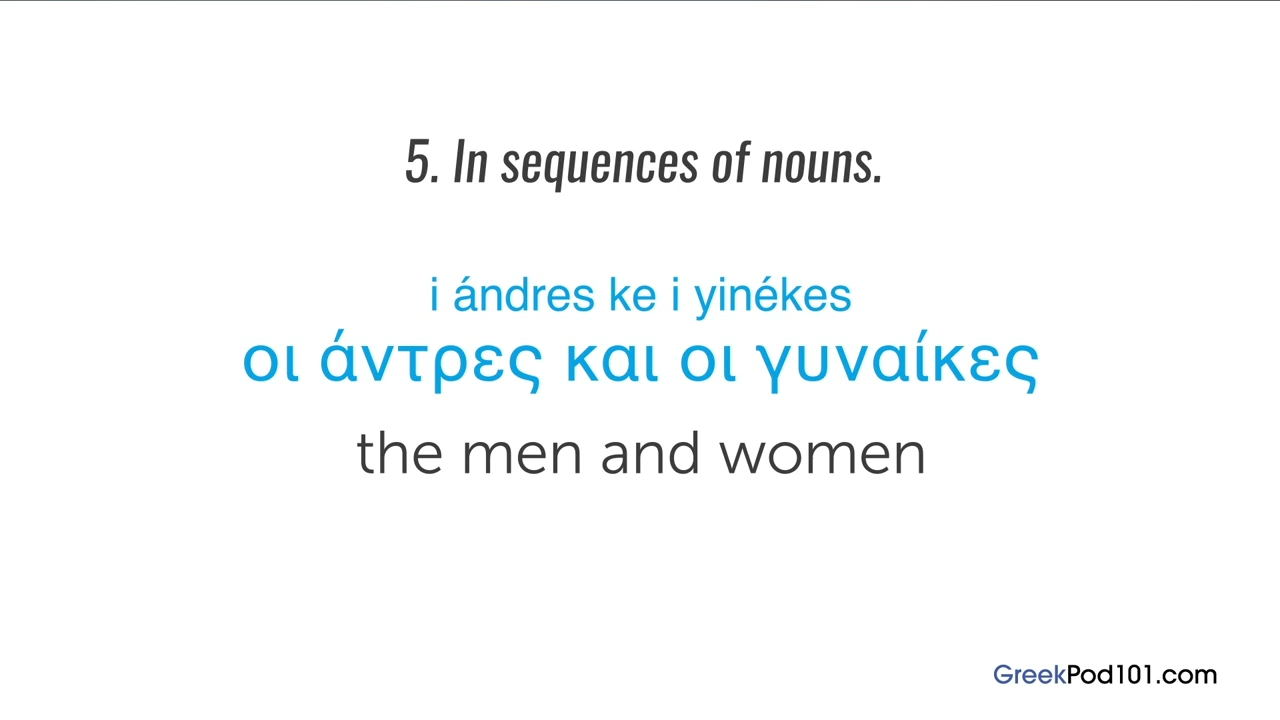 5. In sequences of nouns.
i ándres ke i yinékes
οι άντρες και οι γυναίκες
the men and women
GreekPod101.com